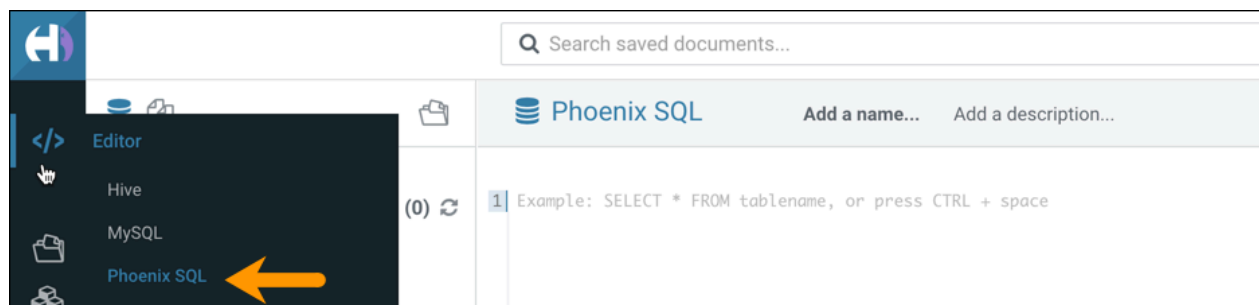 Search saved documents...
Phoenix SQL Add a name... Add a description...
Editor
Hive
(0)
MySQL
Phoenix SQL
1 Example: SELECT * FROM tablename, or press CTRL + space